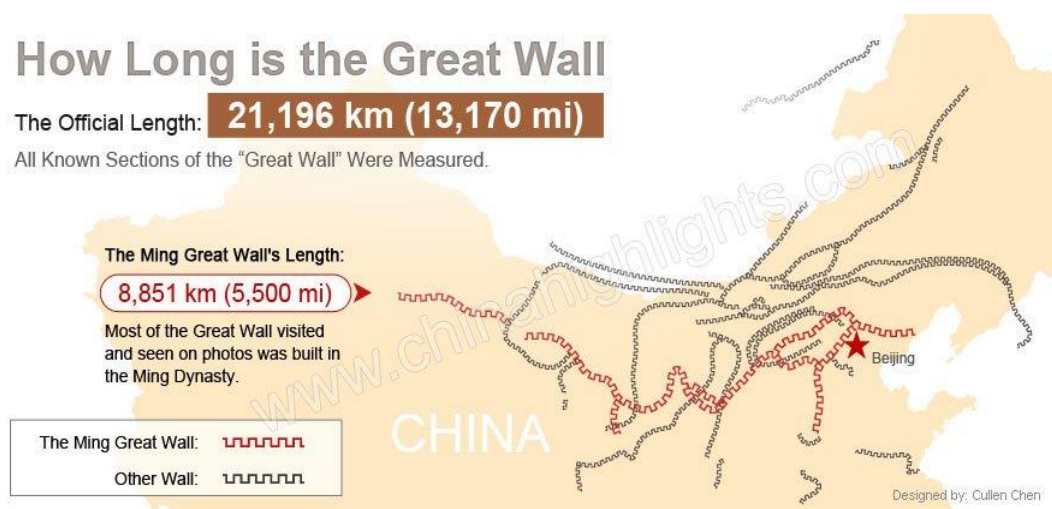 How Long is the Great Wall
The Official Length: 21,196 km (13,170 mi)
All Known Sections of the “Great Wall” Were Measured.
The Ming Great Wall's Length:
8,851 km (5,500 mi)
Most of the Great Wall visited
and seen on photos was built in
the Ming Dynasty.
www.chinahighlights.com
Beijing
CHINA
The Ming Great Wall:
Other Wall:
Designed by: Cullen Chen